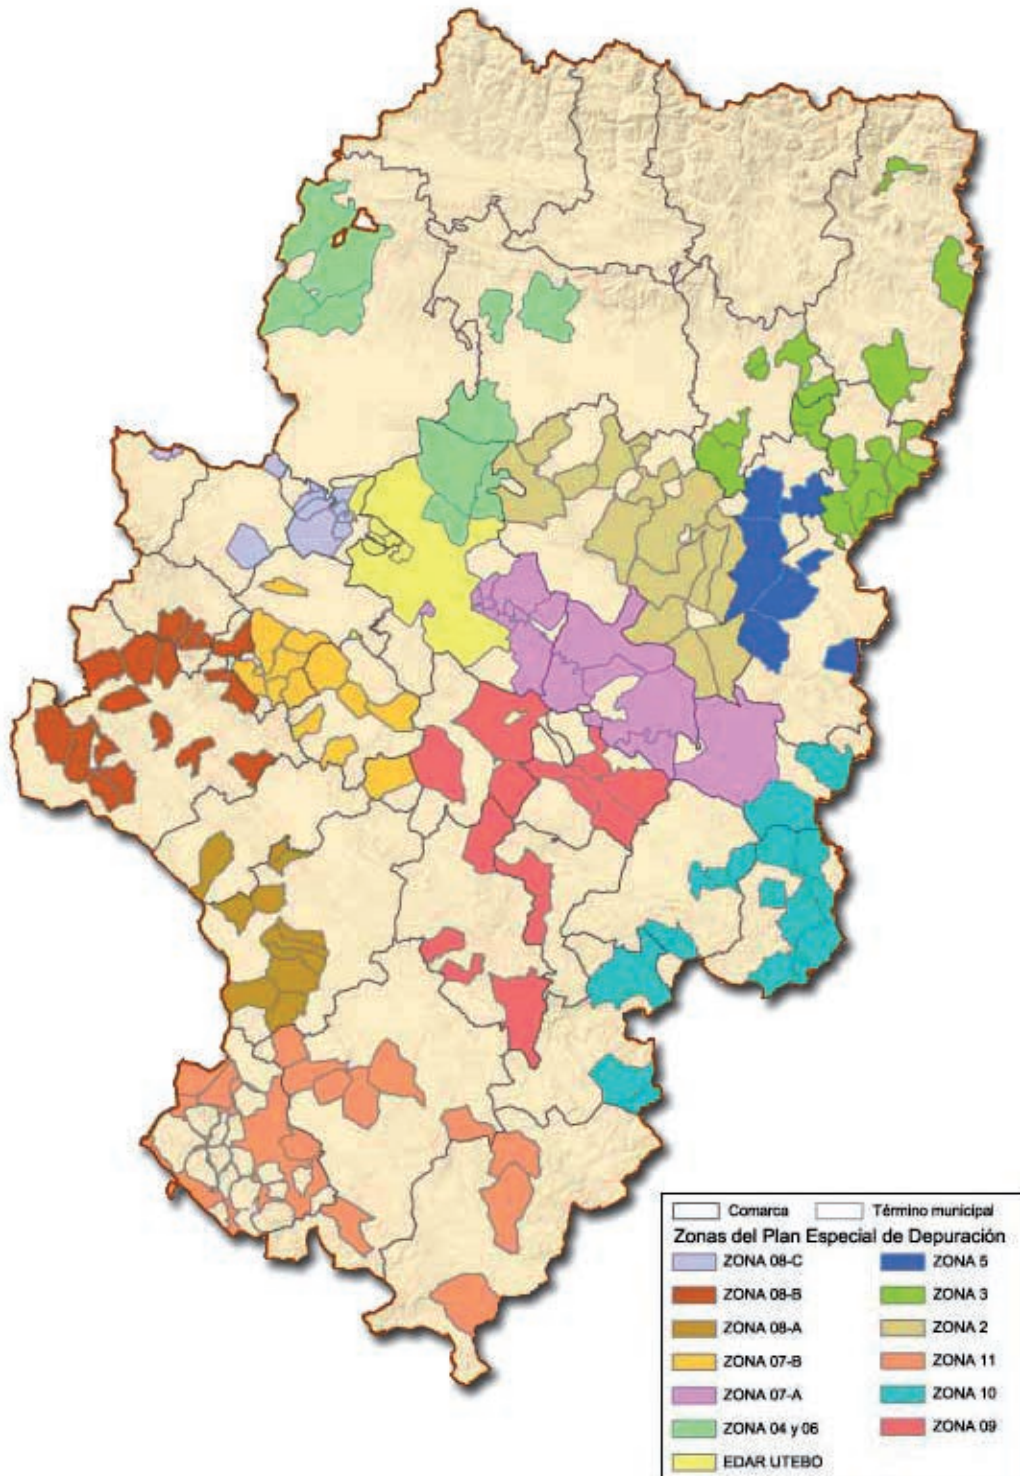 Comarca Término municipal
Zonas del Plan Especial de Depuración
ZONA 08-C ZONA 5
ZONA 08-B ZONA 3
ZONA 08-A ZONA 2
ZONA 07-B ZONA 11
ZONA 07-A ZONA 10
ZONA 04 y 06 ZONA 09
EDAR UTEBO